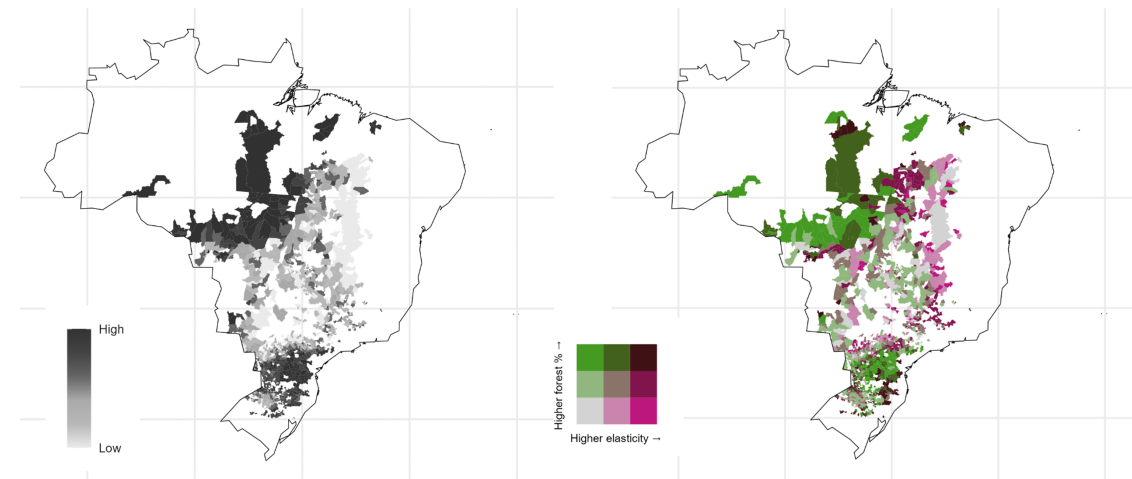 High
Low
Higher forest % →
Higher elasticity →